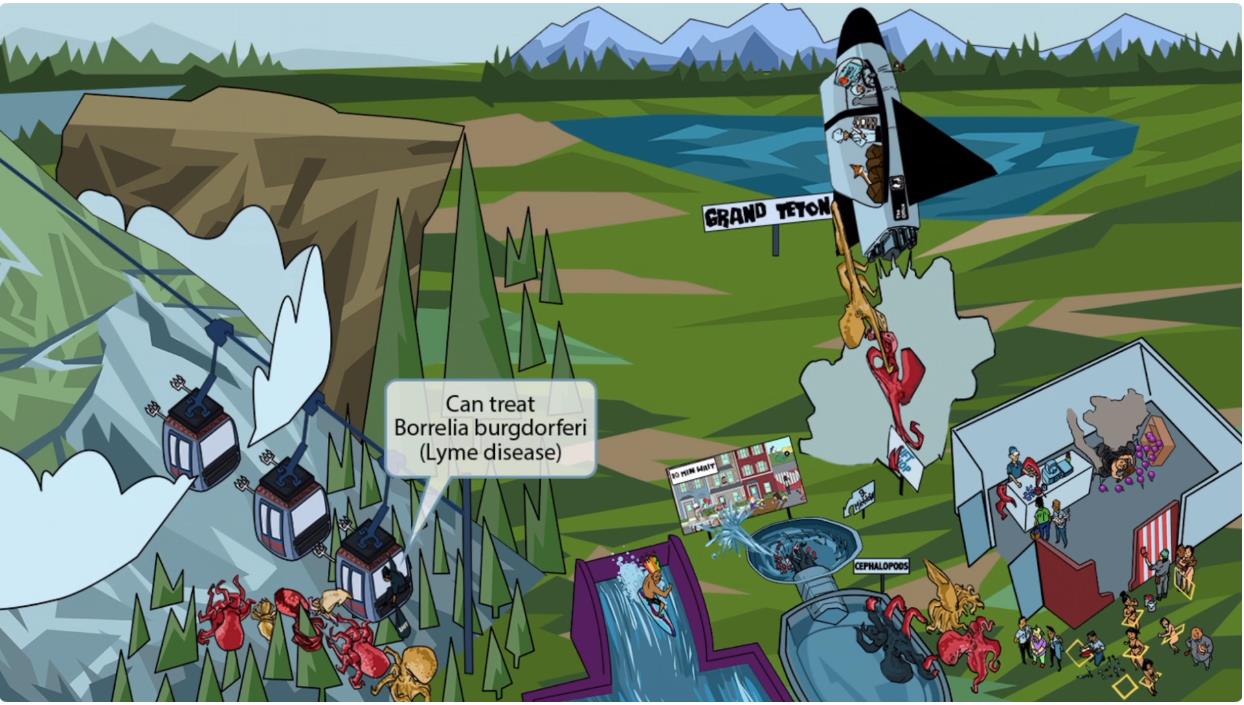 GRAND TETON
Can treat
Borrelia burgdorferi
(Lyme disease)
10 MIN WAIT
CEPHALOPODS